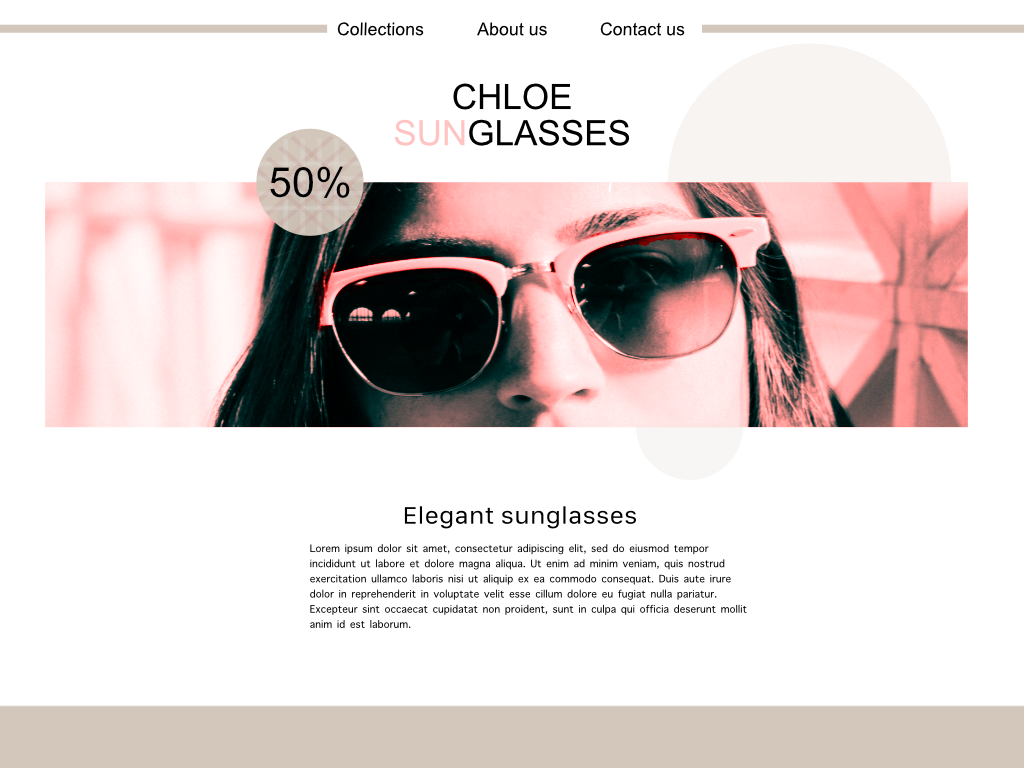 Collections About us Contact us
CHLOE
SUNGLASSES
50%
Elegant sunglasses
Lorem ipsum dolor sit amet, consectetur adipiscing elit, sed do eiusmod tempor
incididunt ut labore et dolore magna aliqua. Ut enim ad minim veniam, quis nostrud
exercitation ullamco laboris nisi ut aliquip ex ea commodo consequat. Duis aute irure
dolor in reprehenderit in voluptate velit esse cillum dolore eu fugiat nulla pariatur.
Excepteur sint occaecat cupidatat non proident, sunt in culpa qui officia deserunt mollit
anim id est laborum.